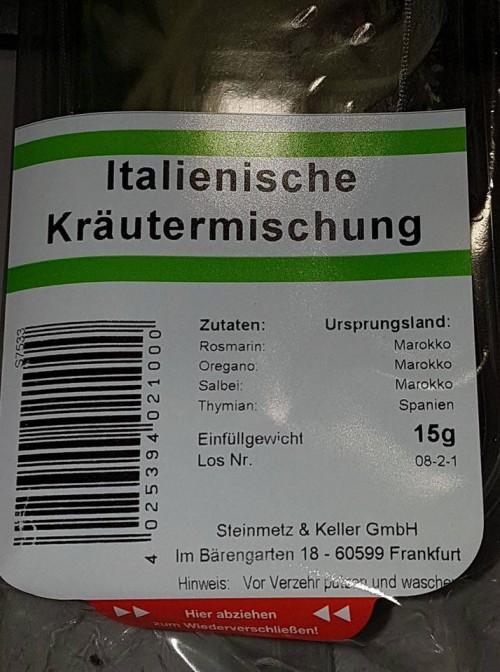 Italienische
Kräutermischung
Zutaten: Ursprungsland:
Rosmarin: Marokko
Oregano: Marokko
Salbei: Marokko
Thymian: Spanien
Einfüllgewicht 15g
Los Nr. 08-2-1
S7533
4 025394 021000
Steinmetz & Keller GmbH
Im Bärengarten 18 - 60599 Frankfurt
Hinweis: Vor Verzehr putzen und wasche
Hier abziehen
zum Wiederverschließen!